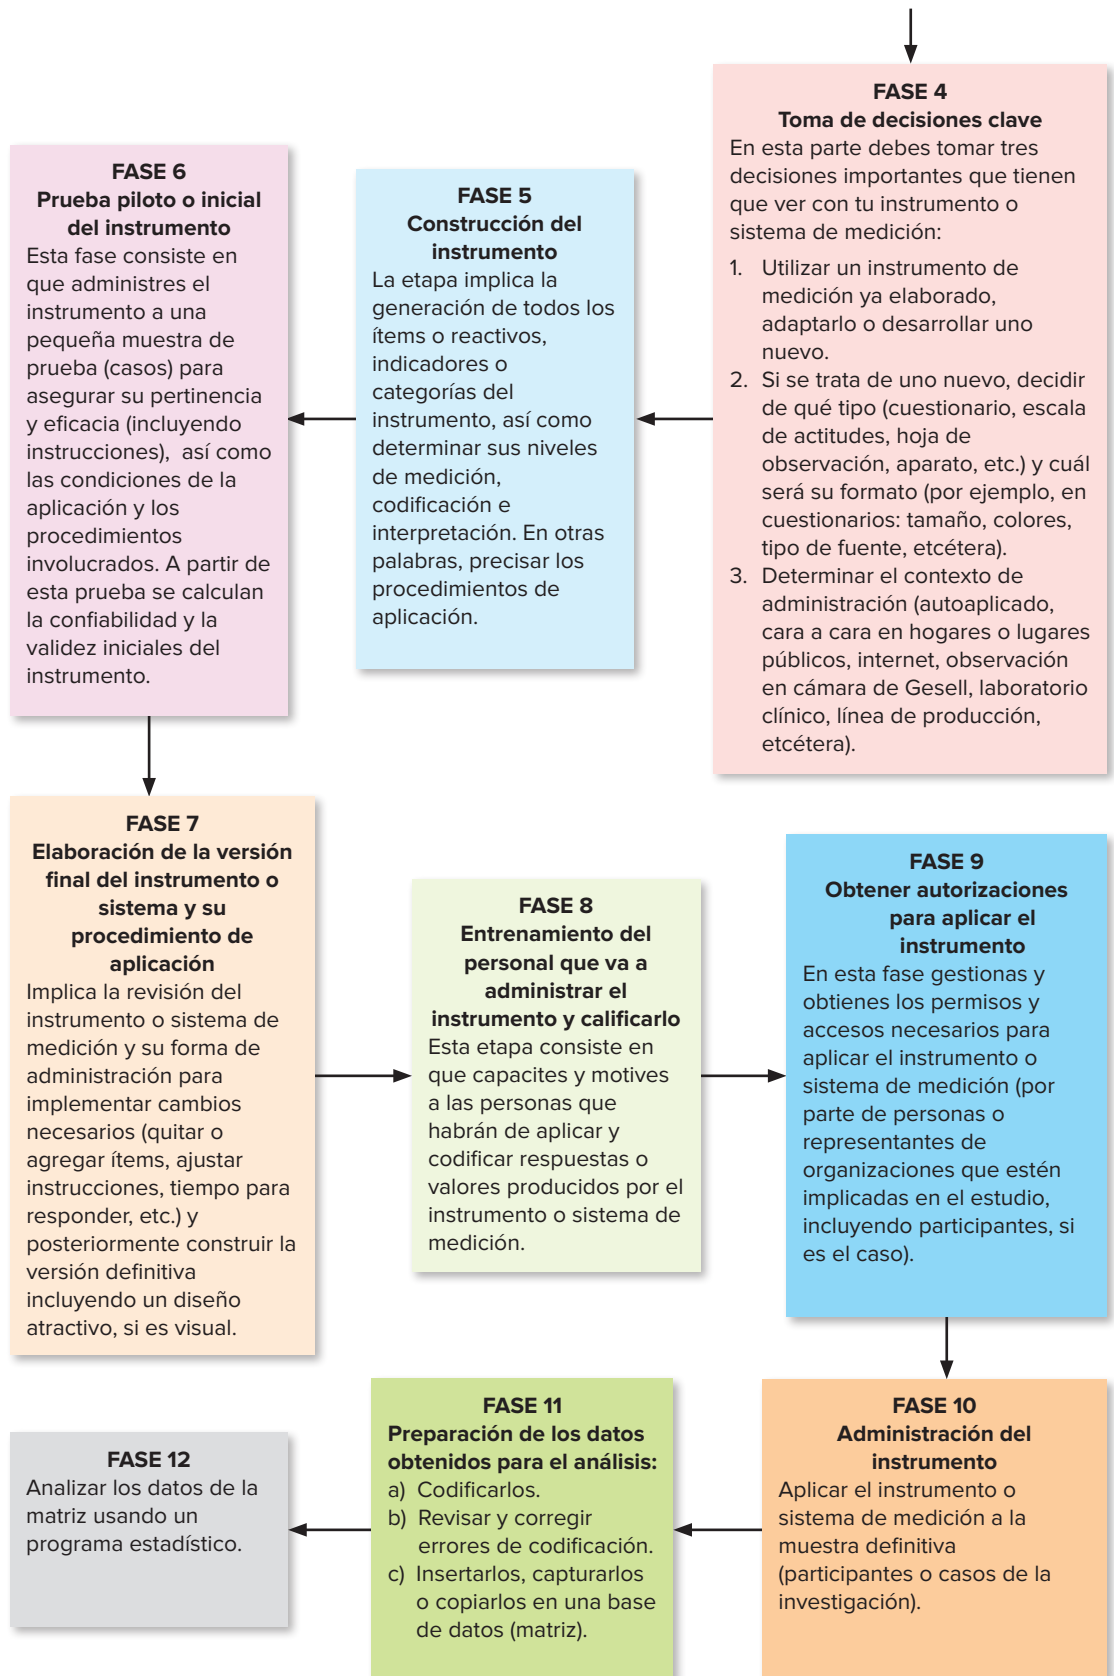 FASE 4
Toma de decisiones clave
En esta parte debes tomar tres
decisiones importantes que tienen
que ver con tu instrumento o
sistema de medición:
1. Utilizar un instrumento de
medición ya elaborado,
adaptarlo o desarrollar uno
nuevo.
2. Si se trata de uno nuevo, decidir
de qué tipo (cuestionario, escala
de actitudes, hoja de
observación, aparato, etc.) y cuál
será su formato (por ejemplo, en
cuestionarios: tamaño, colores,
tipo de fuente, etcétera).
3. Determinar el contexto de
administración (autoaplicado,
cara a cara en hogares o lugares
públicos, internet, observación
en cámara de Gesell, laboratorio
clínico, línea de producción,
etcétera).
FASE 5
Construcción del
instrumento
La etapa implica la
generación de todos los
ítems o reactivos,
indicadores o
categorías del
instrumento, así como
determinar sus niveles
de medición,
codificación e
interpretación. En otras
palabras, precisar los
procedimientos de
aplicación.
FASE 6
Prueba piloto o inicial
del instrumento
Esta fase consiste en
que administres el
instrumento a una
pequeña muestra de
prueba (casos) para
asegurar su pertinencia
y eficacia (incluyendo
instrucciones), así como
las condiciones de la
aplicación y los
procedimientos
involucrados. A partir de
esta prueba se calculan
la confiabilidad y la
validez iniciales del
instrumento.
FASE 7
Elaboración de la versión
final del instrumento o
sistema y su
procedimiento de
aplicación
Implica la revisión del
instrumento o sistema de
medición y su forma de
administración para
implementar cambios
necesarios (quitar o
agregar ítems, ajustar
instrucciones, tiempo para
responder, etc.) y
posteriormente construir la
versión definitiva
incluyendo un diseño
atractivo, si es visual.
FASE 8
Entrenamiento del
personal que va a
administrar el
instrumento y calificarlo
Esta etapa consiste en
que capacites y motives
a las personas que
habrán de aplicar y
codificar respuestas o
valores producidos por el
instrumento o sistema de
medición.
FASE 9
Obtener autorizaciones
para aplicar el
instrumento
En esta fase gestionas y
obtienes los permisos y
accesos necesarios para
aplicar el instrumento o
sistema de medición (por
parte de personas o
representantes de
organizaciones que estén
implicadas en el estudio,
incluyendo participantes, si
es el caso).
FASE 10
Administración del
instrumento
Aplicar el instrumento o
sistema de medición a la
muestra definitiva
(participantes o casos de la
investigación).
FASE 11
Preparación de los datos
obtenidos para el análisis:
a) Codificarlos.
b) Revisar y corregir
errores de codificación.
c) Insertarlos, capturarlos
o copiarlos en una base
de datos (matriz).
FASE 12
Analizar los datos de la
matriz usando un
programa estadístico.